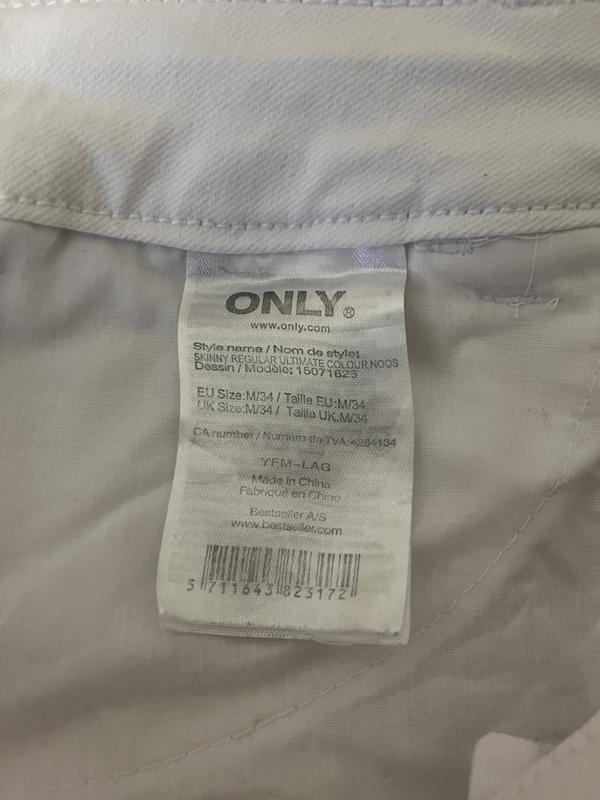 ONLY®
www.only.com
Style name / Nom de style:
SKINNY REGULAR ULTIMATE COLOUR NOOS
Dessin / Modèle: 15071623
EU Size:M/34 / Taille EU:M/34
UK Size:M/34 / Taille UK:M/34
CA number / Numéro de TVA:4264134
YFM-LAG
Made in China
Fabriqué en Chine
Bestseller A/S
www.bestseller.com
5 711643 823172